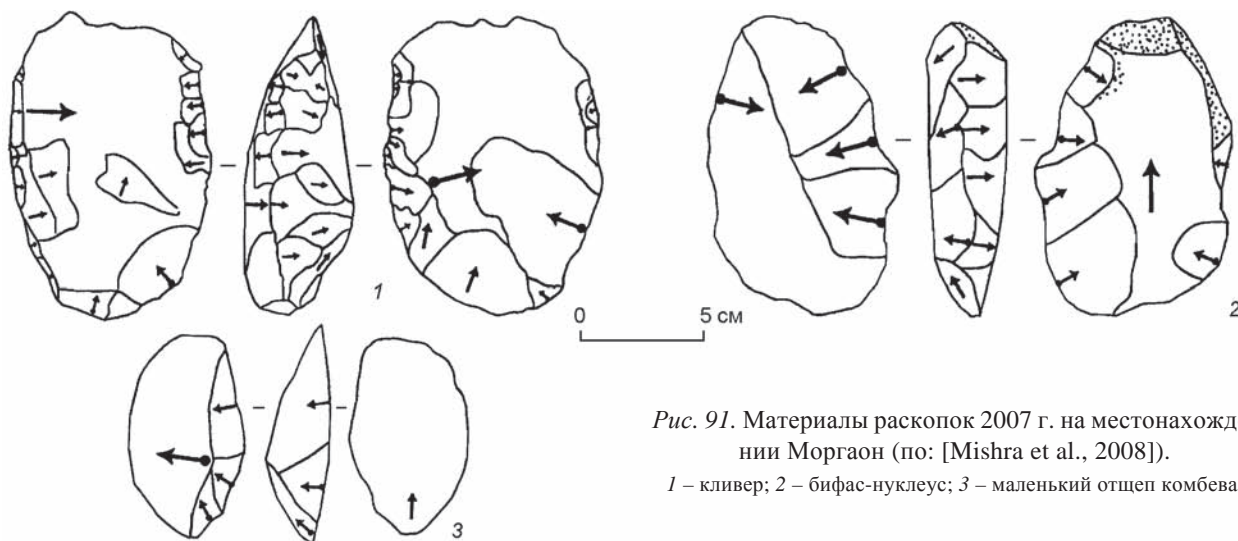 1
2
0
5 см
3
Рис. 91. Материалы раскопок 2007 г. на местонахожд
нии Моргаон (по: [Mishra et al., 2008]).
1 – кливер; 2 – бифас-нуклеус; 3 – маленький отщеп комбева